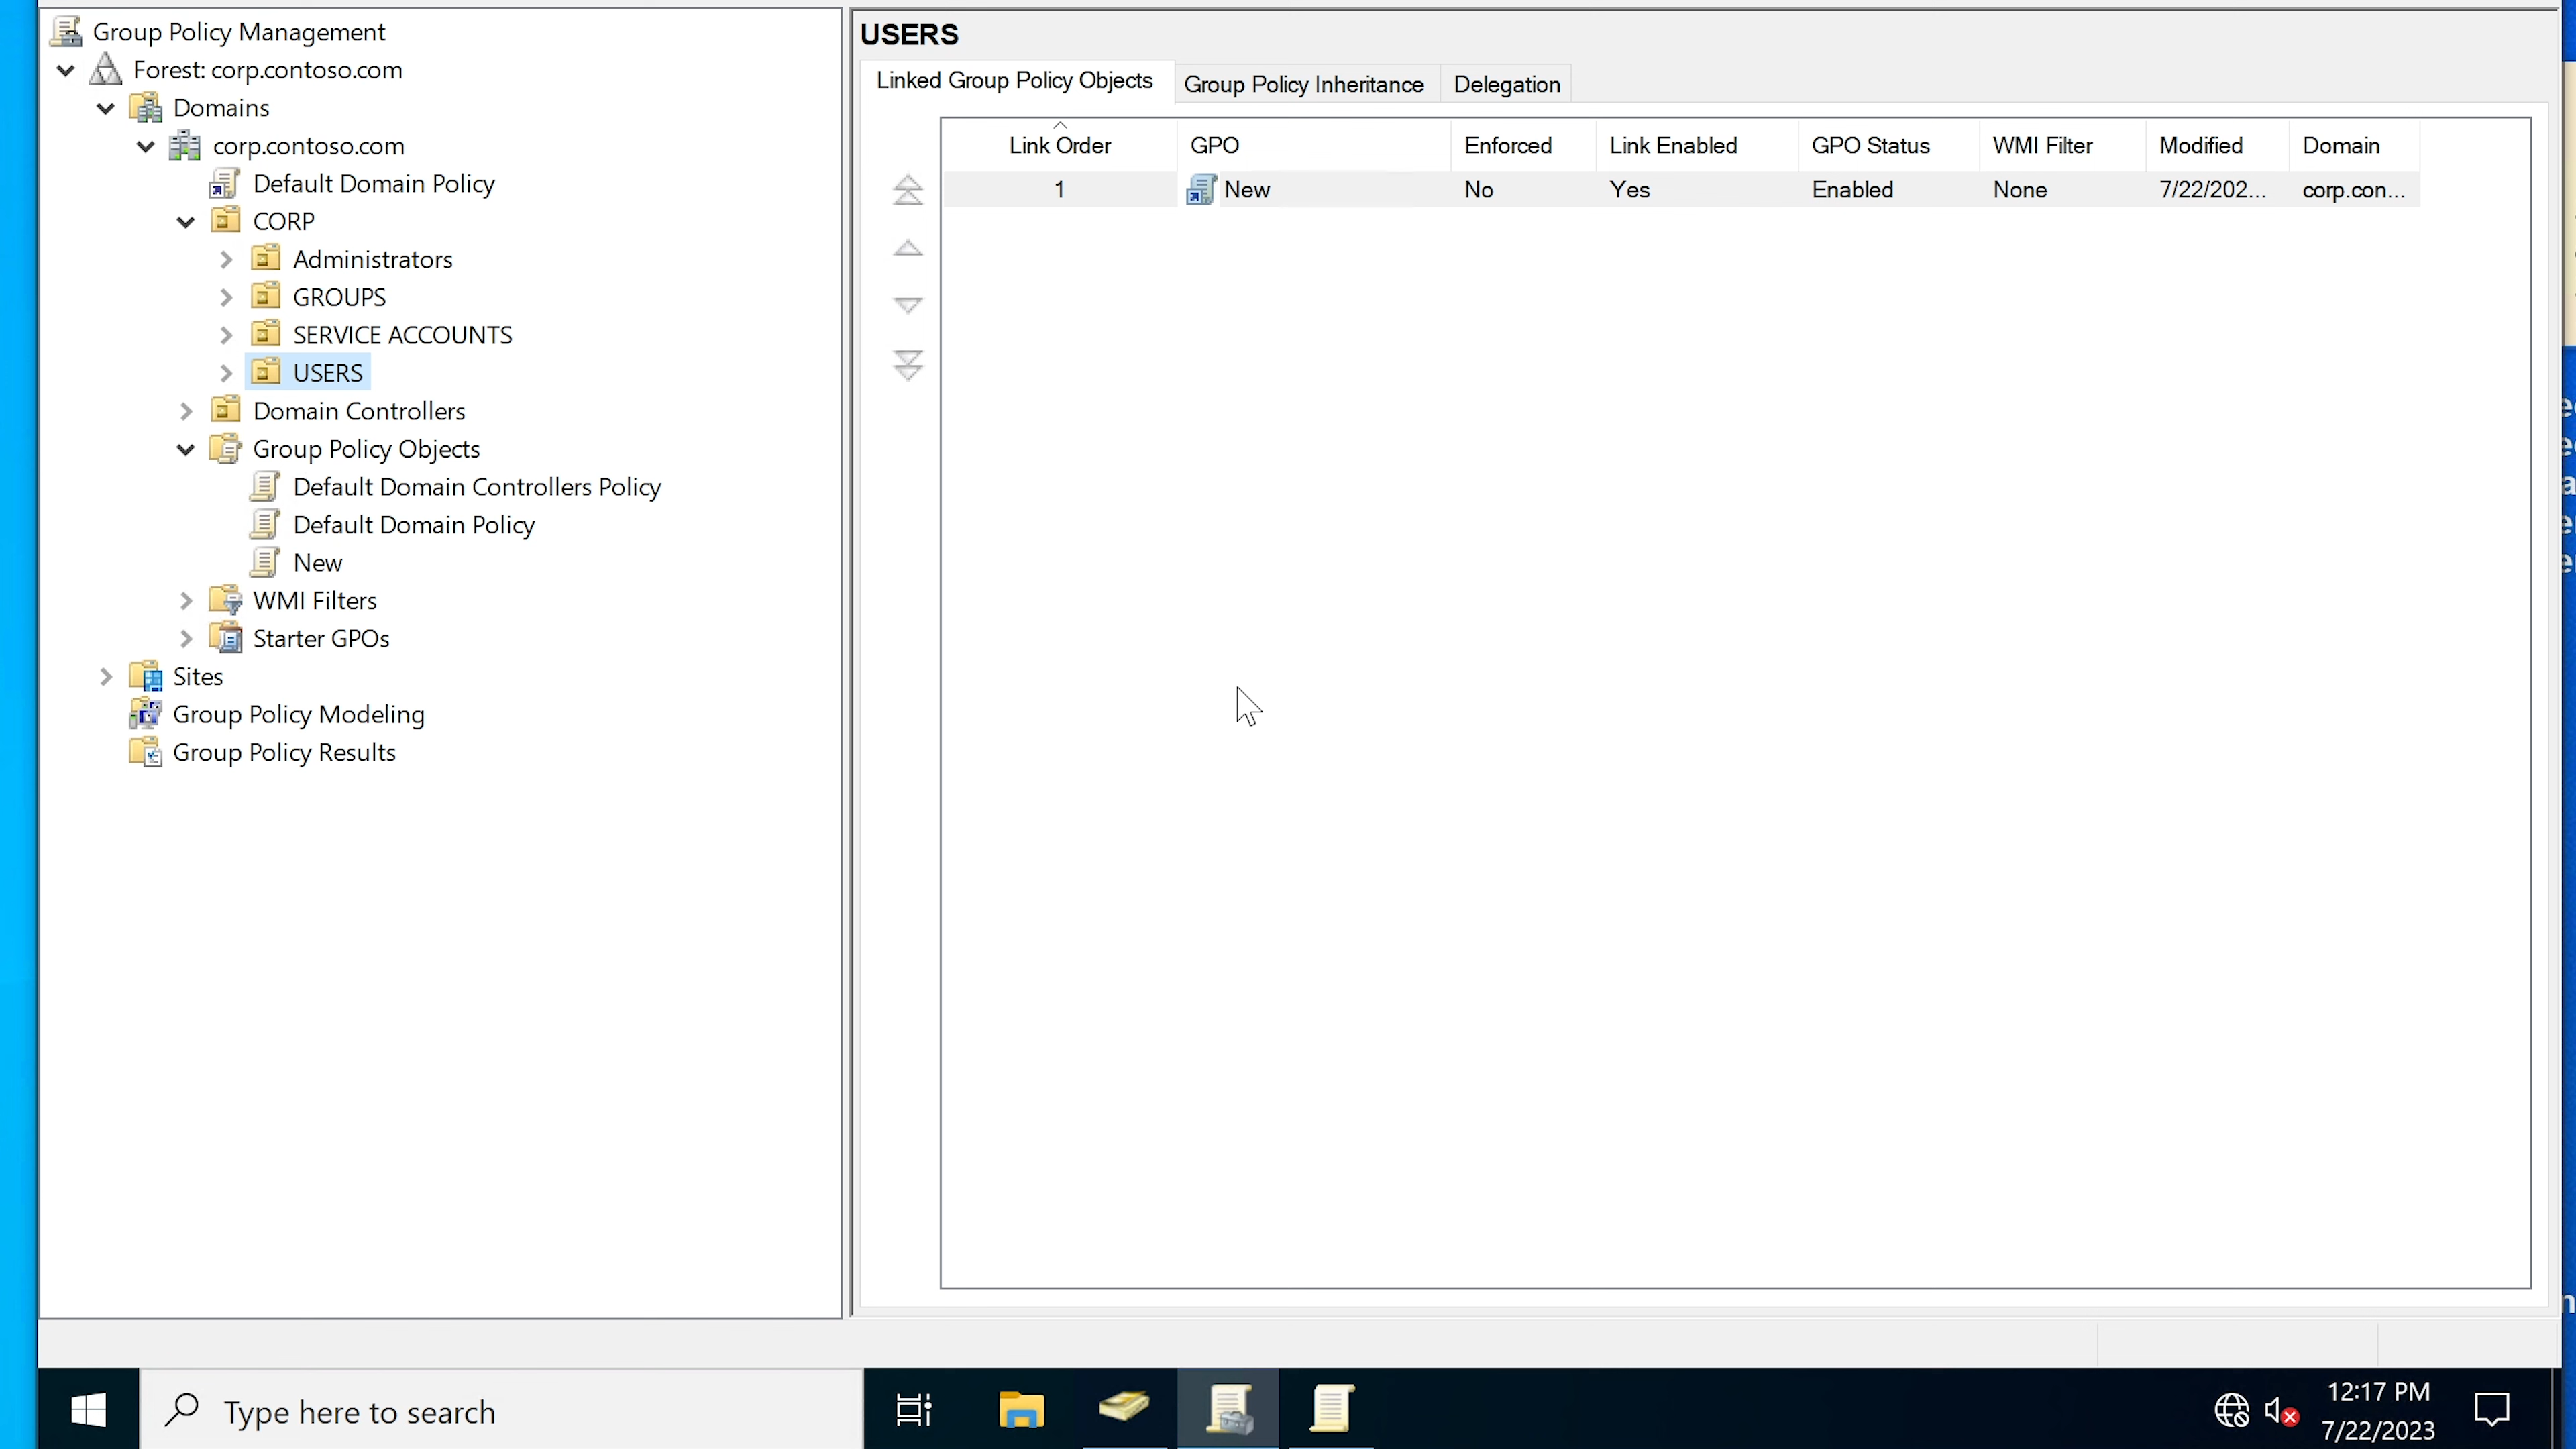 Group Policy Management
Forest: corp.contoso.com
Domains
corp.contoso.com
Default Domain Policy
CORP
Administrators
GROUPS
SERVICE ACCOUNTS
USERS
Domain Controllers
Group Policy Objects
Default Domain Controllers Policy
Default Domain Policy
New
WMI Filters
Starter GPOs
Sites
Group Policy Modeling
Group Policy Results
USERS
Linked Group Policy Objects Group Policy Inheritance Delegation
Link Order GPO Enforced Link Enabled GPO Status WMI Filter Modified Domain
1 New No Yes Enabled None 7/22/202... corp.con...
Type here to search
12:17 PM
7/22/2023